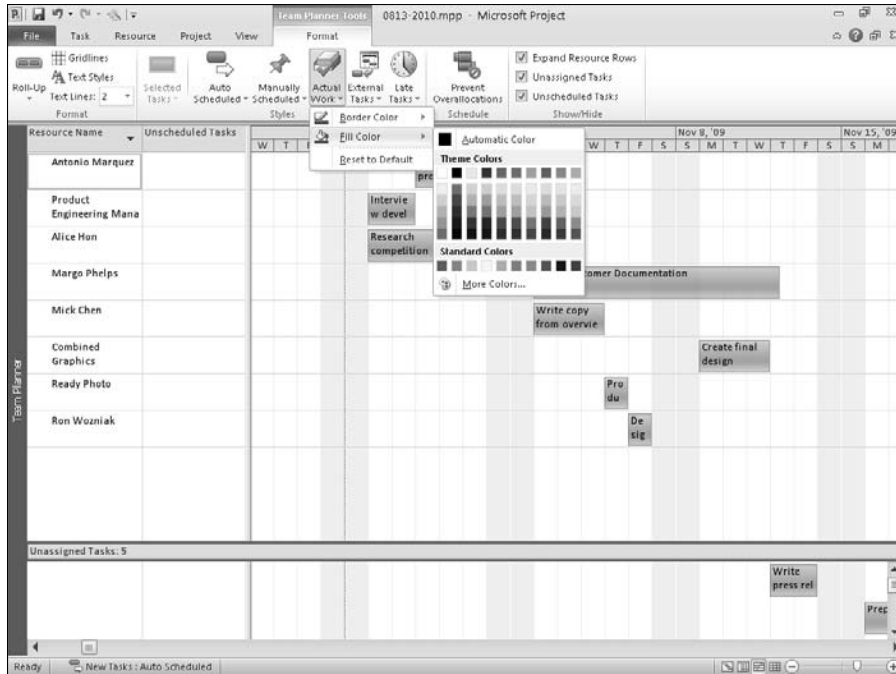 Team Planner Tools 0813-2010.mpp - Microsoft Project
File Task Resource Project View Format
Roll-Up
Gridlines
Text Styles
Text Lines: 2
Format
Selected Tasks
Auto Scheduled
Manually Scheduled
Actual Work
External Tasks
Late Tasks
Styles
Prevent Overallocations
Schedule
Expand Resource Rows
Unassigned Tasks
Unscheduled Tasks
Show/Hide
Border Color
Fill Color
Reset to Default
Automatic Color
Theme Colors
Standard Colors
More Colors...
Resource Name Unscheduled Tasks
Nov 8, '09 Nov 15, '09
W T W T F S S M T W T F S S M
Antonio Marquez
pro
Product
Engineering Mana
Intervie
w devel
Alice Hon
Research
competition
Margo Phelps
omer Documentation
Mick Chen
Write copy
from overvie
Combined
Graphics
Create final
design
Ready Photo
Pro
du
Ron Wozniak
De
sig
Team Planner
Unassigned Tasks: 5
Write
press rel
Prep
Ready New Tasks : Auto Scheduled